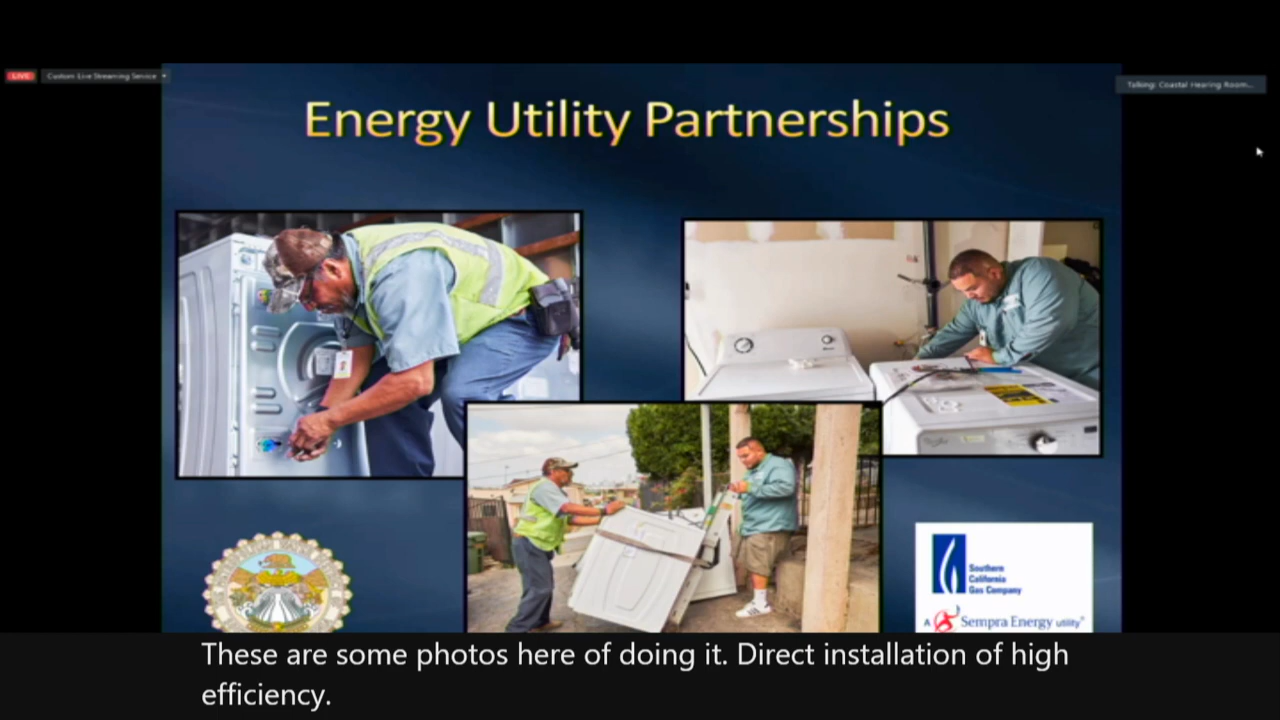 LIVE
Custom Live Streaming Service
Talking: Coastal Hearing Room...
Energy Utility Partnerships
Southern
California
Gas Company
A Sempra Energy utility
These are some photos here of doing it. Direct installation of high
efficiency.